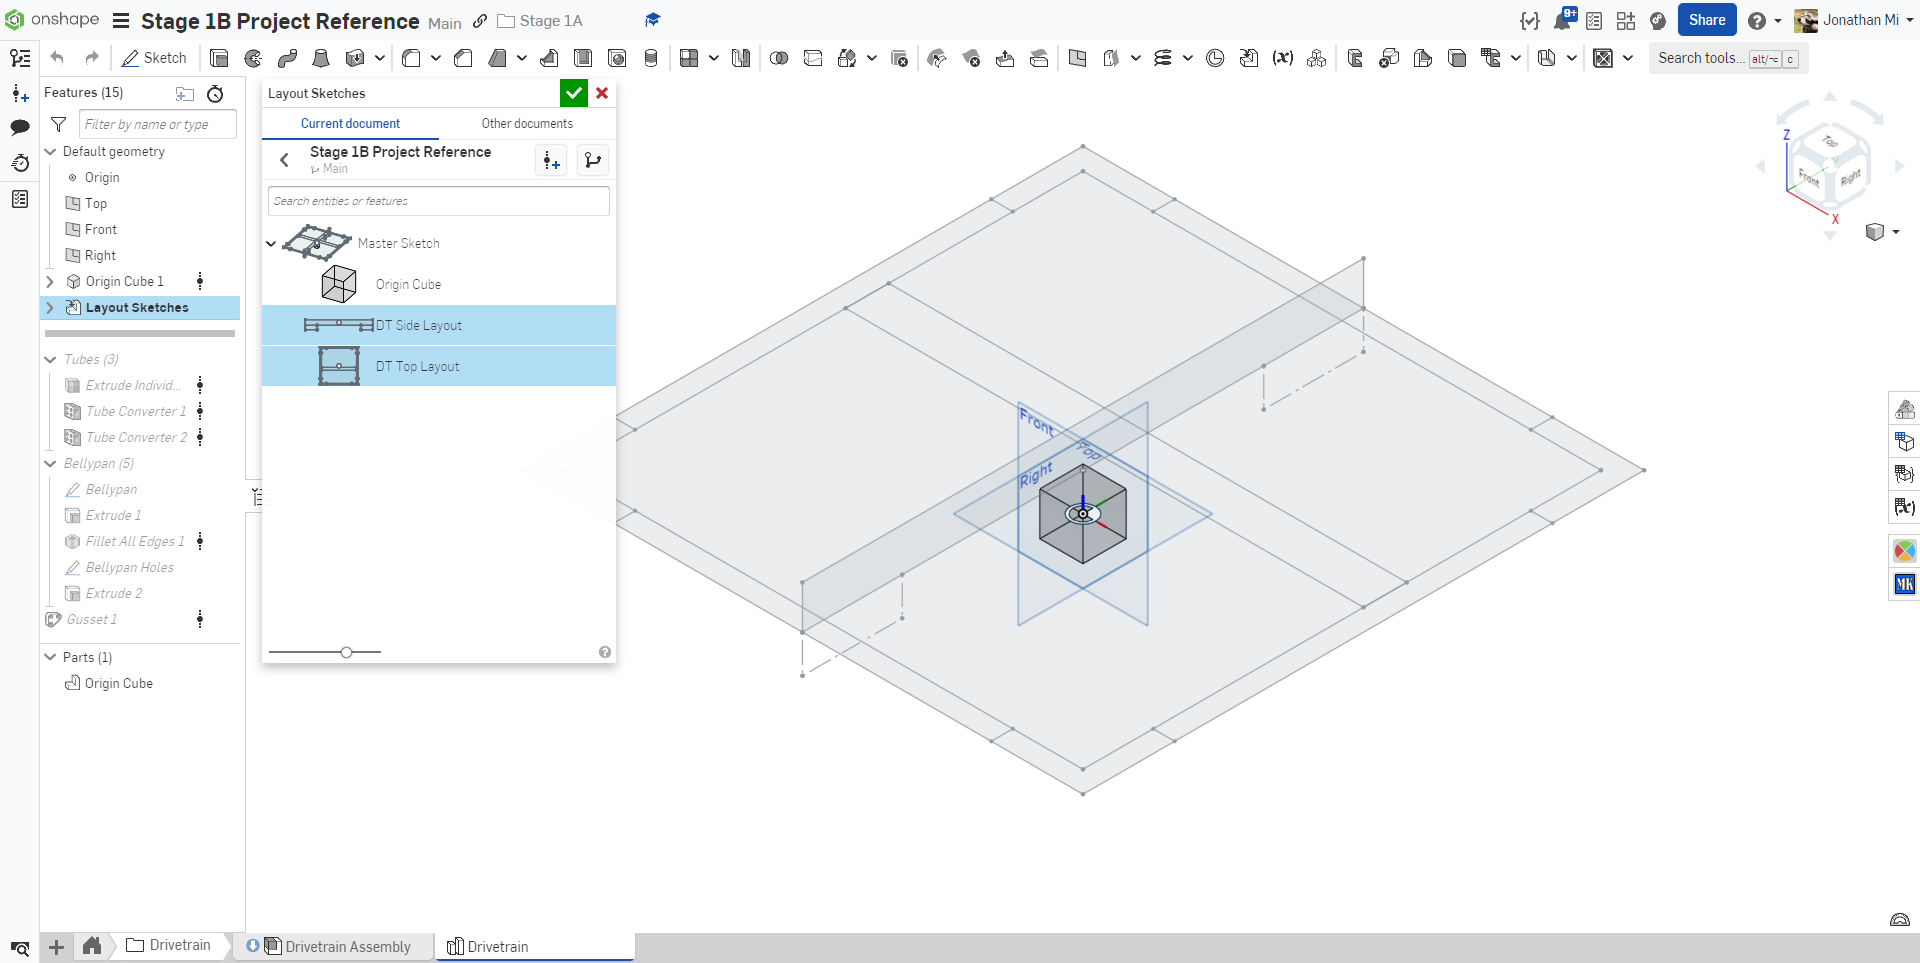 onshape Stage 1B Project Reference Main Stage 1A 9+ Share Jonathan Mi
Sketch Search tools... alt/⌥ c
Features (15)
Filter by name or type
Default geometry
Origin
Top
Front
Right
Origin Cube 1
Layout Sketches
Tubes (3)
Extrude Individ...
Tube Converter 1
Tube Converter 2
Bellypan (5)
Bellypan
Extrude 1
Fillet All Edges 1
Bellypan Holes
Extrude 2
Gusset 1
Parts (1)
Origin Cube
Layout Sketches
Current document Other documents
Stage 1B Project Reference
Main
Search entities or features
Master Sketch
Origin Cube
DT Side Layout
DT Top Layout
Front
Top
Right
Z
Top
Front
Right
X
MK
Drivetrain Drivetrain Assembly Drivetrain